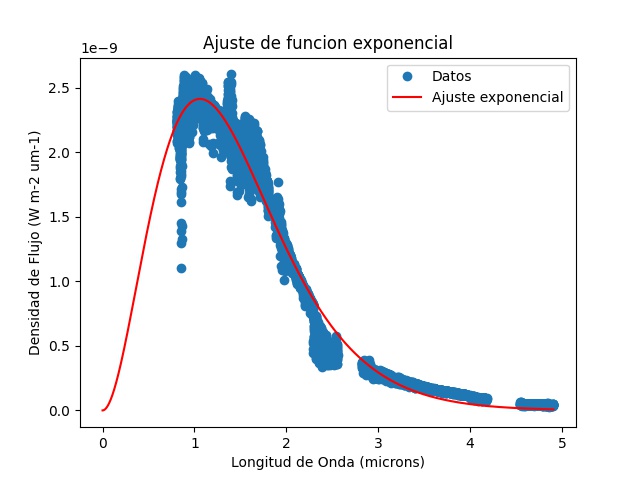 Ajuste de funcion exponencial
1e−9
Datos
Ajuste exponencial
Densidad de Flujo (W m-2 um-1)
2.5
2.0
1.5
1.0
0.5
0.0
0 1 2 3 4 5
Longitud de Onda (microns)